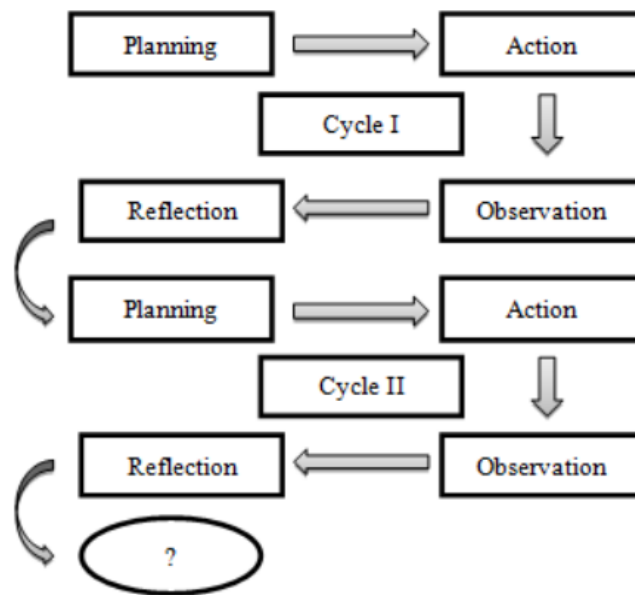 Planning
Action
Cycle I
Reflection
Observation
Planning
Action
Cycle II
Reflection
Observation
?